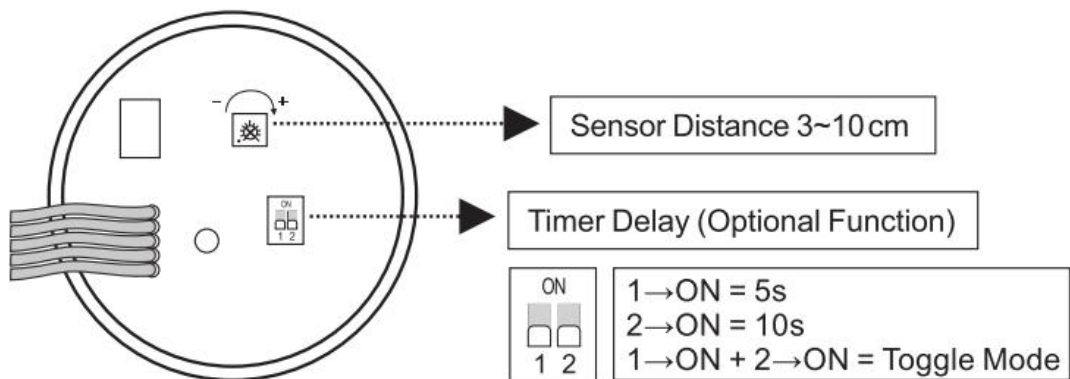 - +
Sensor Distance 3~10 cm
ON
1 2
Timer Delay (Optional Function)
ON
1 2
1→ON = 5s
2→ON = 10s
1→ON + 2→ON = Toggle Mode